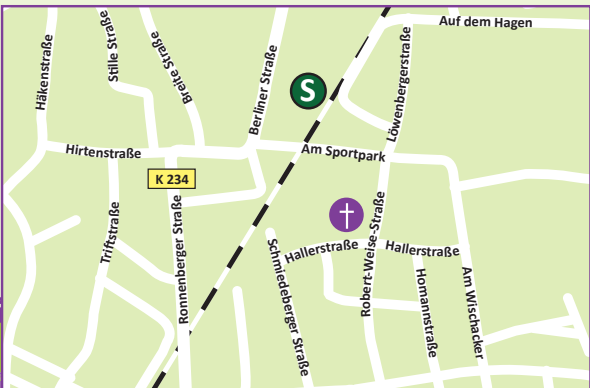 Auf dem Hagen
Häkenstraße
Stille Straße
Breite Straße
Berliner Straße
S
Löwenbergerstraße
Hirtenstraße
Am Sportpark
K 234
Triftstraße
Ronnenberger Straße
Schmiedeberger Straße
Hallerstraße
Robert-Weise-Straße
Hallerstraße
Homannstraße
Am Wischacker